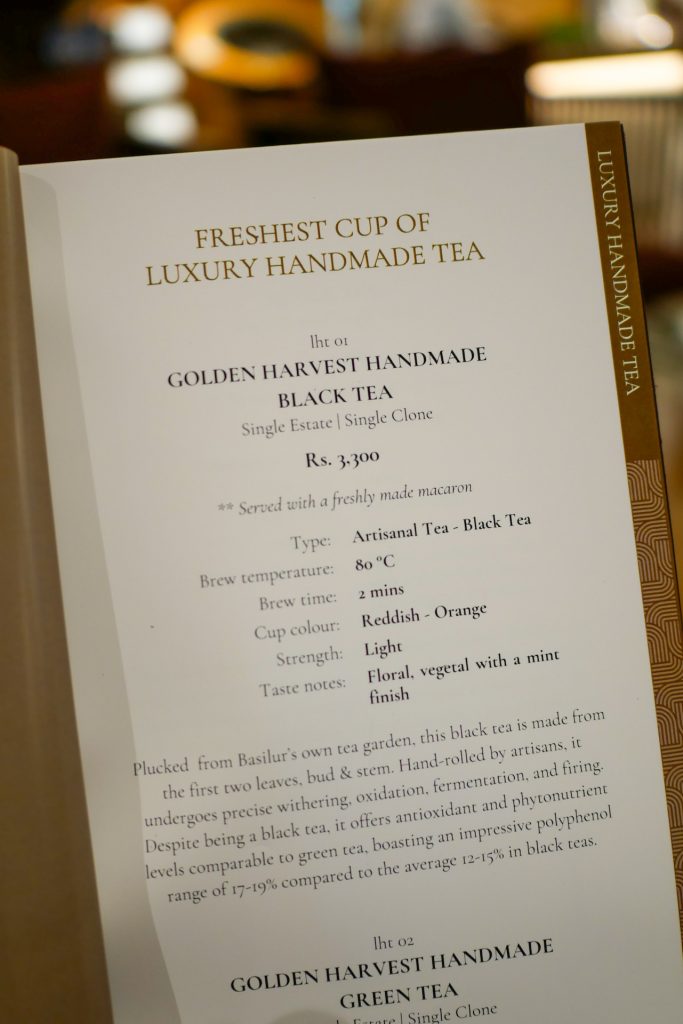 FRESHEST CUP OF
LUXURY HANDMADE TEA
lht 01
GOLDEN HARVEST HANDMADE
BLACK TEA
Single Estate | Single Clone
Rs. 3,300
** Served with a freshly made macaron
Type: Artisanal Tea - Black Tea
Brew temperature: 80 °C
Brew time: 2 mins
Cup colour: Reddish - Orange
Strength: Light
Taste notes: Floral, vegetal with a mint
finish
Plucked from Basilur's own tea garden, this black tea is made from
the first two leaves, bud & stem. Hand-rolled by artisans, it
undergoes precise withering, oxidation, fermentation, and firing.
Despite being a black tea, it offers antioxidant and phytonutrient
levels comparable to green tea, boasting an impressive polyphenol
range of 17-19% compared to the average 12-15% in black teas.
lht 02
GOLDEN HARVEST HANDMADE
GREEN TEA
Estate | Single Clone
LUXURY HANDMADE TEA